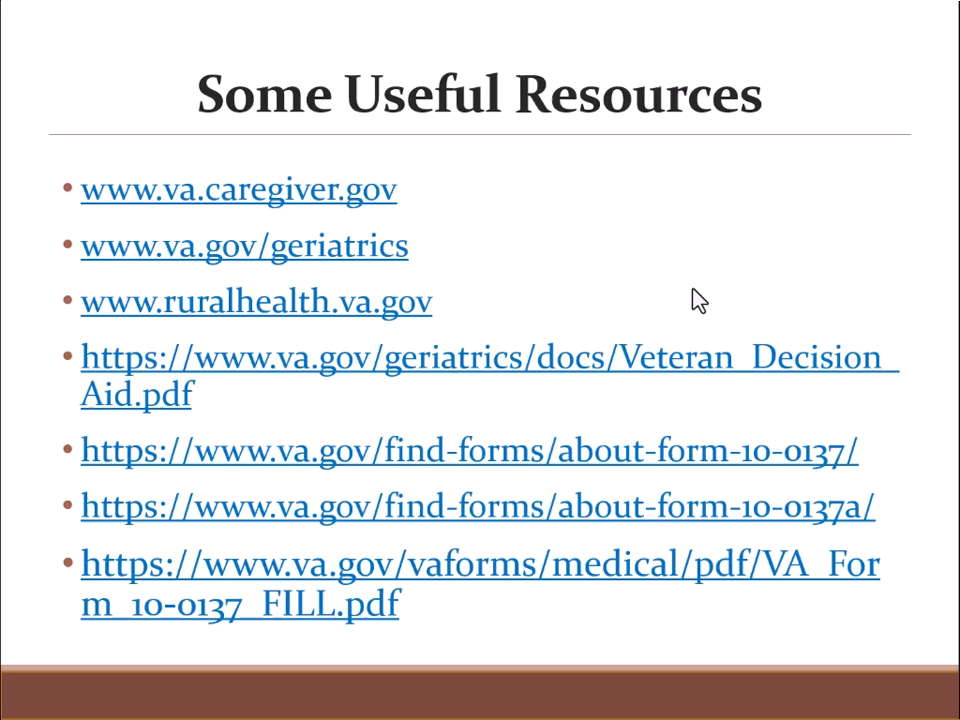 Some Useful Resources
• www.va.caregiver.gov
• www.va.gov/geriatrics
• www.ruralhealth.va.gov
• https://www.va.gov/geriatrics/docs/Veteran_Decision_
Aid.pdf
• https://www.va.gov/find-forms/about-form-10-0137/
• https://www.va.gov/find-forms/about-form-10-0137a/
• https://www.va.gov/vaforms/medical/pdf/VA_For
m_10-0137_FILL.pdf